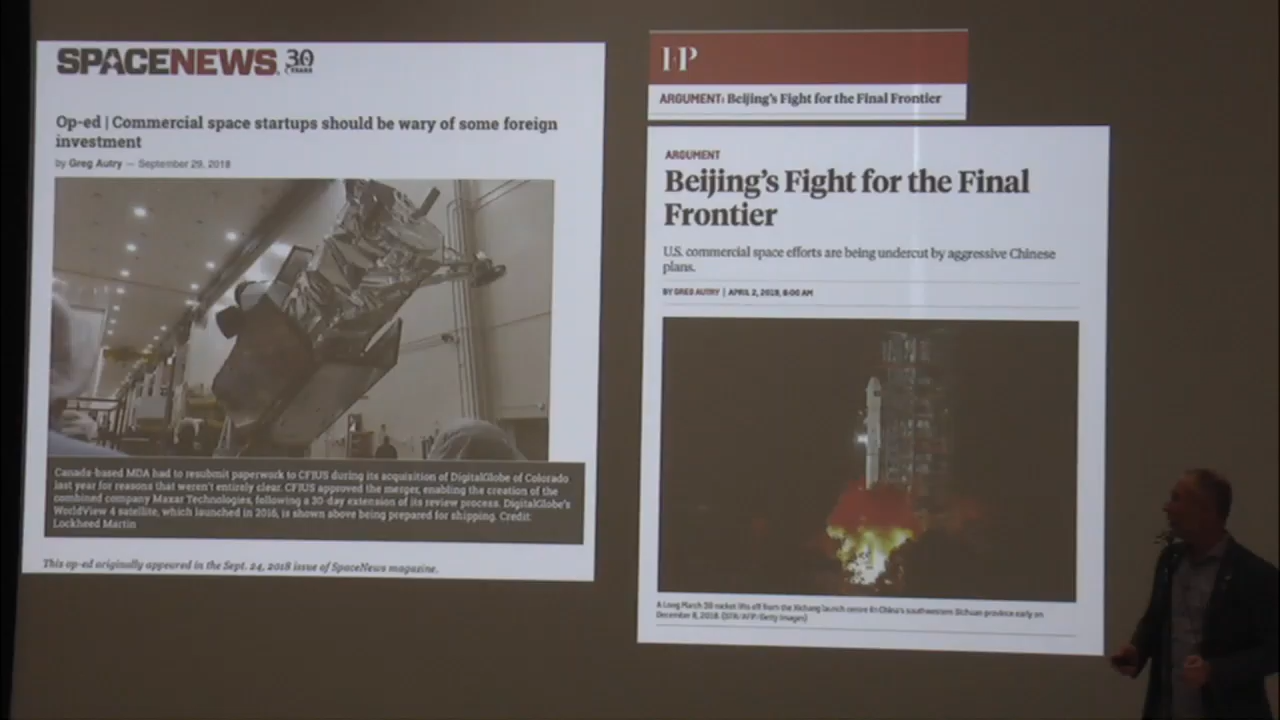 SPACENEWS. 30 YEARS
Op-ed | Commercial space startups should be wary of some foreign
investment
by Greg Autry — September 29, 2018
Canada-based MDA had to resubmit paperwork to CFIUS during its acquisition of DigitalGlobe of Colorado
last year for reasons that weren't entirely clear. CFIUS approved the merger, enabling the creation of the
combined company Maxar Technologies, following a 30-day extension of its review process. DigitalGlobe's
WorldView 4 satellite, which launched in 2016, is shown above being prepared for shipping. Credit:
Lockheed Martin
This op-ed originally appeared in the Sept. 24, 2018 issue of SpaceNews magazine.
FP
ARGUMENT: Beijing's Fight for the Final Frontier
ARGUMENT
Beijing's Fight for the Final
Frontier
U.S. commercial space efforts are being undercut by aggressive Chinese
plans.
BY GREG AUTRY | APRIL 2, 2019, 8:00 AM
A Long March 3B rocket lifts off from the Xichang launch centre in China's southwestern Sichuan province early on
December 8, 2018. (STR/AFP/Getty Images)